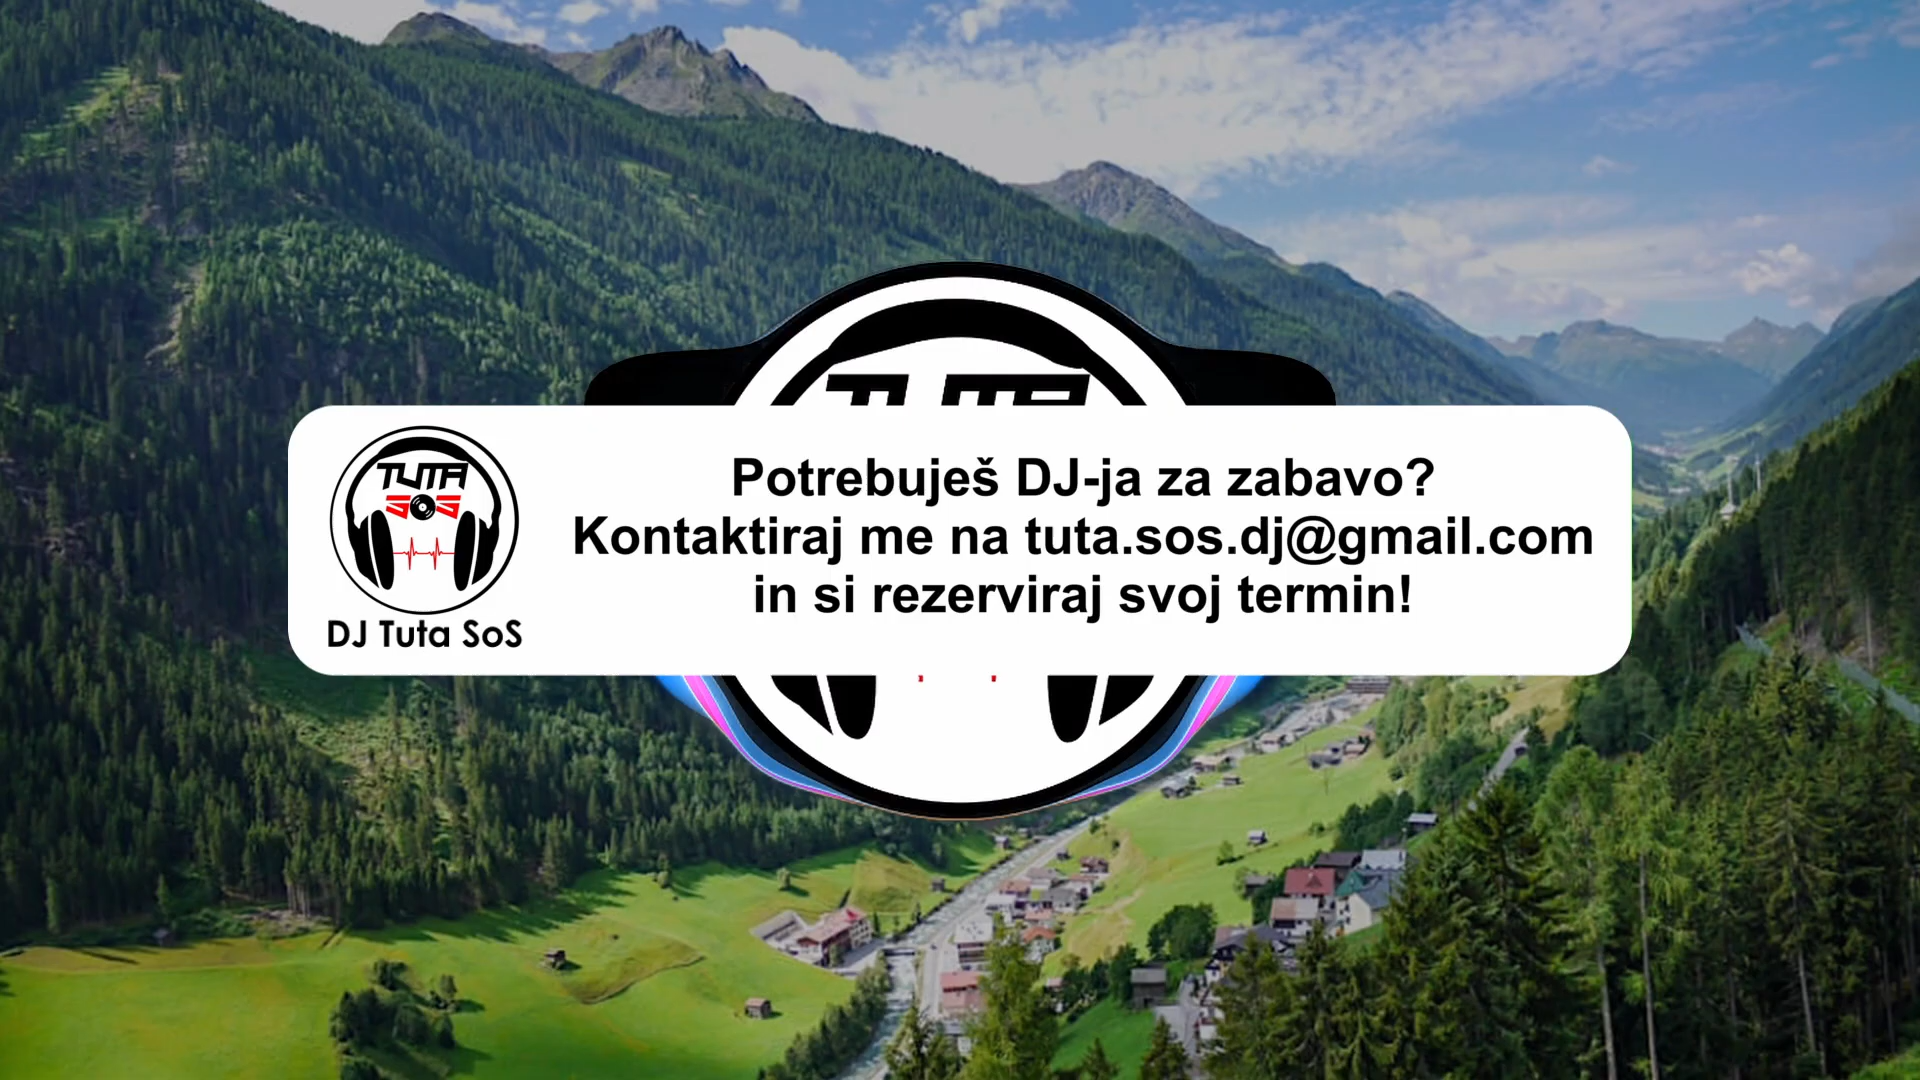 TUTA
TUTA
SOS
DJ Tuta SoS
Potrebuješ DJ-ja za zabavo?
Kontaktiraj me na tuta.sos.dj@gmail.com
in si rezerviraj svoj termin!